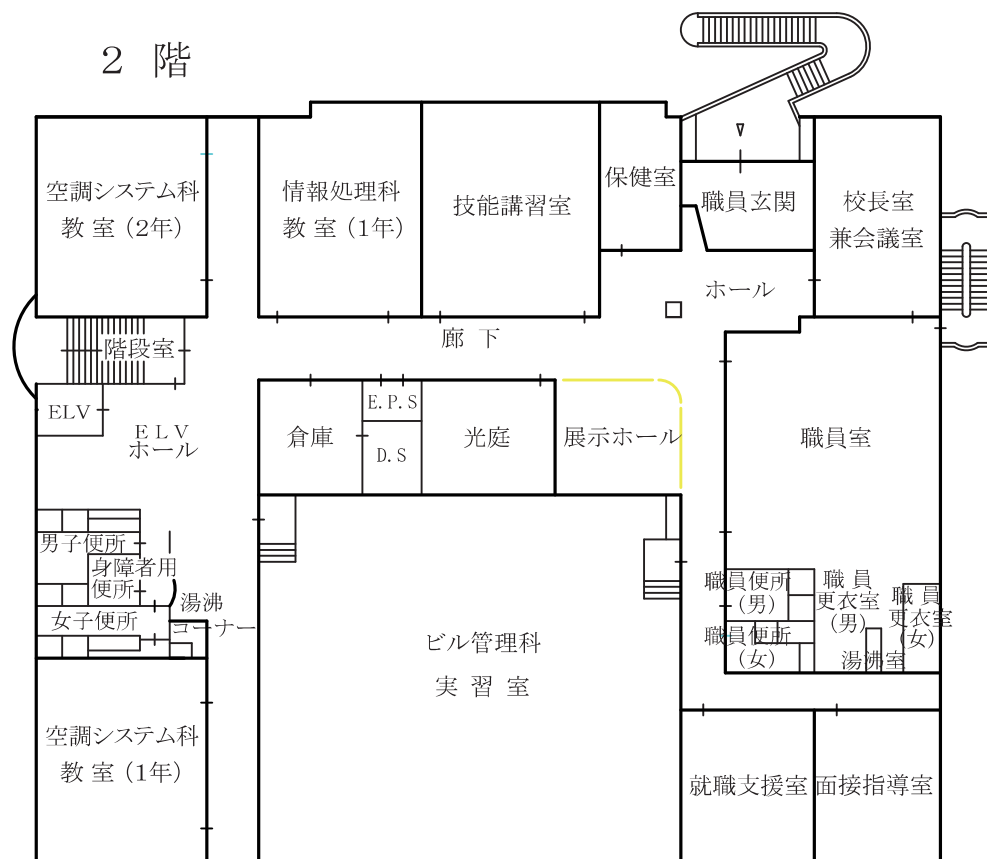 2 階
空調システム科
教 室 (2年)
情報処理科
教 室 (1年)
技能講習室
保健室
職員玄関
校長室
兼会議室
ホール
廊 下
階段室
ELV
ELV
ホール
倉庫
E.P.S
D.S
光庭
展示ホール
職員室
男子便所
身障者用
便所
女子便所
湯沸
コーナー
ビル管理科
実 習 室
職員便所
(男)
職員便所
(女)
職 員
更衣室
(男)
職 員
更衣室
(女)
湯沸室
空調システム科
教 室 (1年)
就職支援室
面接指導室